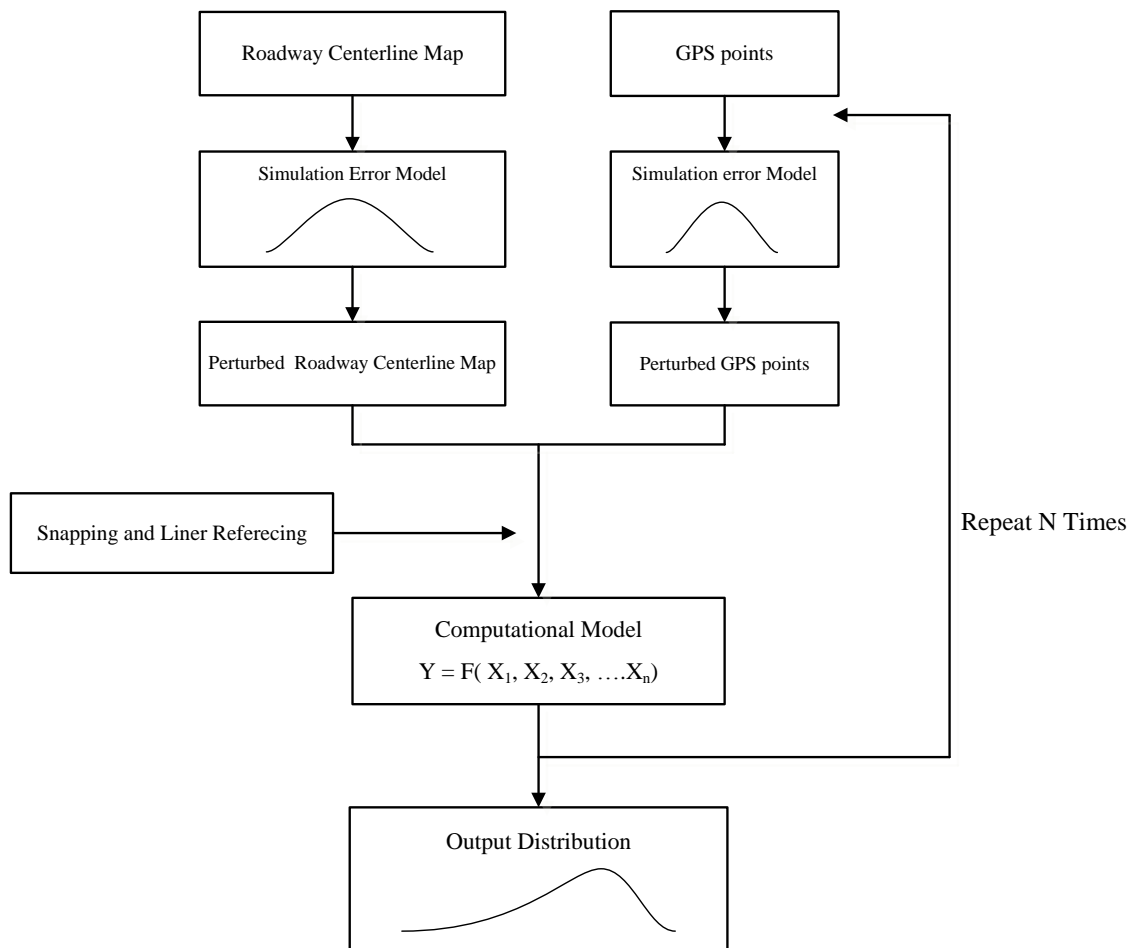 Roadway Centerline Map
GPS points
Simulation Error Model
Simulation error Model
Perturbed Roadway Centerline Map
Perturbed GPS points
Snapping and Liner Referecing
Repeat N Times
Computational Model
Y = F( X₁, X₂, X₃, ….Xₙ)
Output Distribution